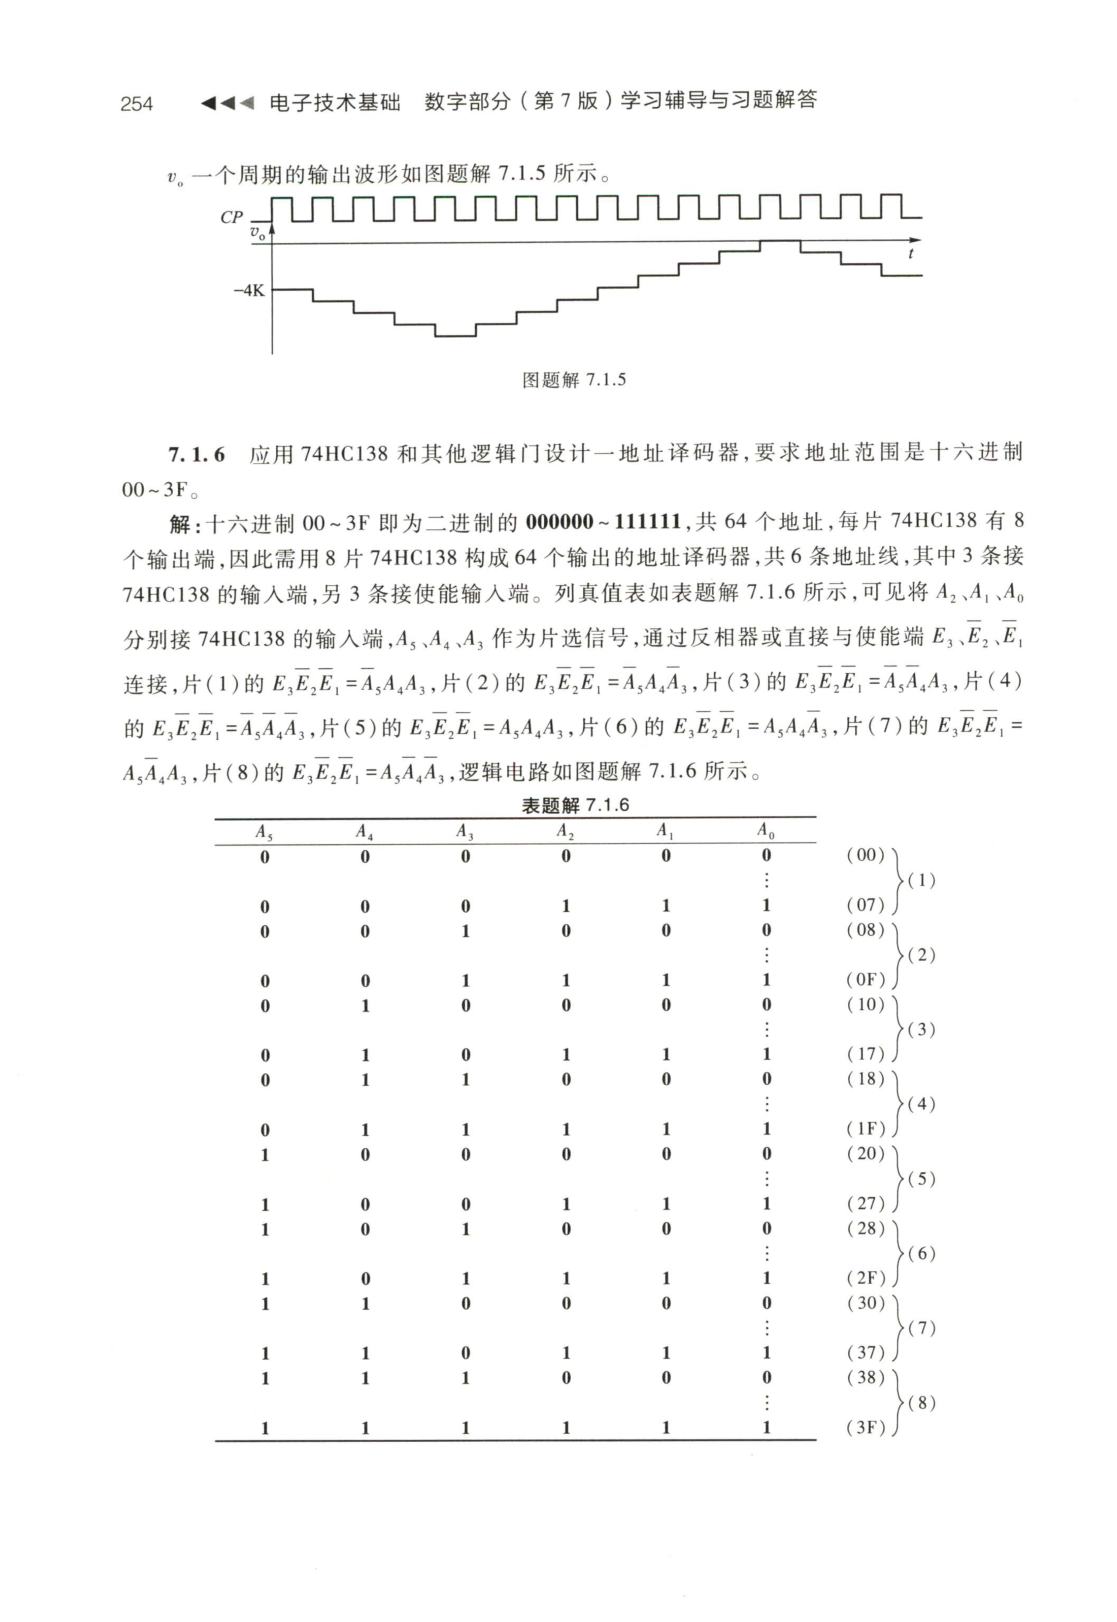 254 ◀◀◀ 电子技术基础 数字部分(第7版)学习辅导与习题解答
v₀ 一个周期的输出波形如图题解 7.1.5 所示。
CP
v₀
t
-4K
图题解 7.1.5
7.1.6 应用 74HC138 和其他逻辑门设计一地址译码器,要求地址范围是十六进制
00~3F。
解:十六进制 00~3F 即为二进制的 000000~111111,共 64 个地址,每片 74HC138 有 8
个输出端,因此需用 8 片 74HC138 构成 64 个输出的地址译码器,共 6 条地址线,其中 3 条接
74HC138 的输入端,另 3 条接使能输入端。列真值表如表题解 7.1.6 所示,可见将 A₂、A₁、A₀
分别接 74HC138 的输入端,A₅、A₄、A₃ 作为片选信号,通过反相器或直接与使能端 E₃、E̅₂、E̅₁
连接,片(1)的 E₃E̅₂E̅₁=A̅₅A₄A₃,片(2)的 E₃E̅₂E̅₁=A̅₅A₄A̅₃,片(3)的 E₃E̅₂E̅₁=A̅₅A̅₄A₃,片(4)
的 E₃E̅₂E̅₁=A̅₅A̅₄A̅₃,片(5)的 E₃E̅₂E̅₁=A₅A₄A₃,片(6)的 E₃E̅₂E̅₁=A₅A₄A̅₃,片(7)的 E₃E̅₂E̅₁=
A₅A̅₄A₃,片(8)的 E₃E̅₂E̅₁=A₅A̅₄A̅₃,逻辑电路如图题解 7.1.6 所示。
表题解 7.1.6
A₅ A₄ A₃ A₂ A₁ A₀
0 0 0 0 0 0 (00)
⋮ (1)
0 0 0 1 1 1 (07)
0 0 1 0 0 0 (08)
⋮ (2)
0 0 1 1 1 1 (0F)
0 1 0 0 0 0 (10)
⋮ (3)
0 1 0 1 1 1 (17)
0 1 1 0 0 0 (18)
⋮ (4)
0 1 1 1 1 1 (1F)
1 0 0 0 0 0 (20)
⋮ (5)
1 0 0 1 1 1 (27)
1 0 1 0 0 0 (28)
⋮ (6)
1 0 1 1 1 1 (2F)
1 1 0 0 0 0 (30)
⋮ (7)
1 1 0 1 1 1 (37)
1 1 1 0 0 0 (38)
⋮ (8)
1 1 1 1 1 1 (3F)